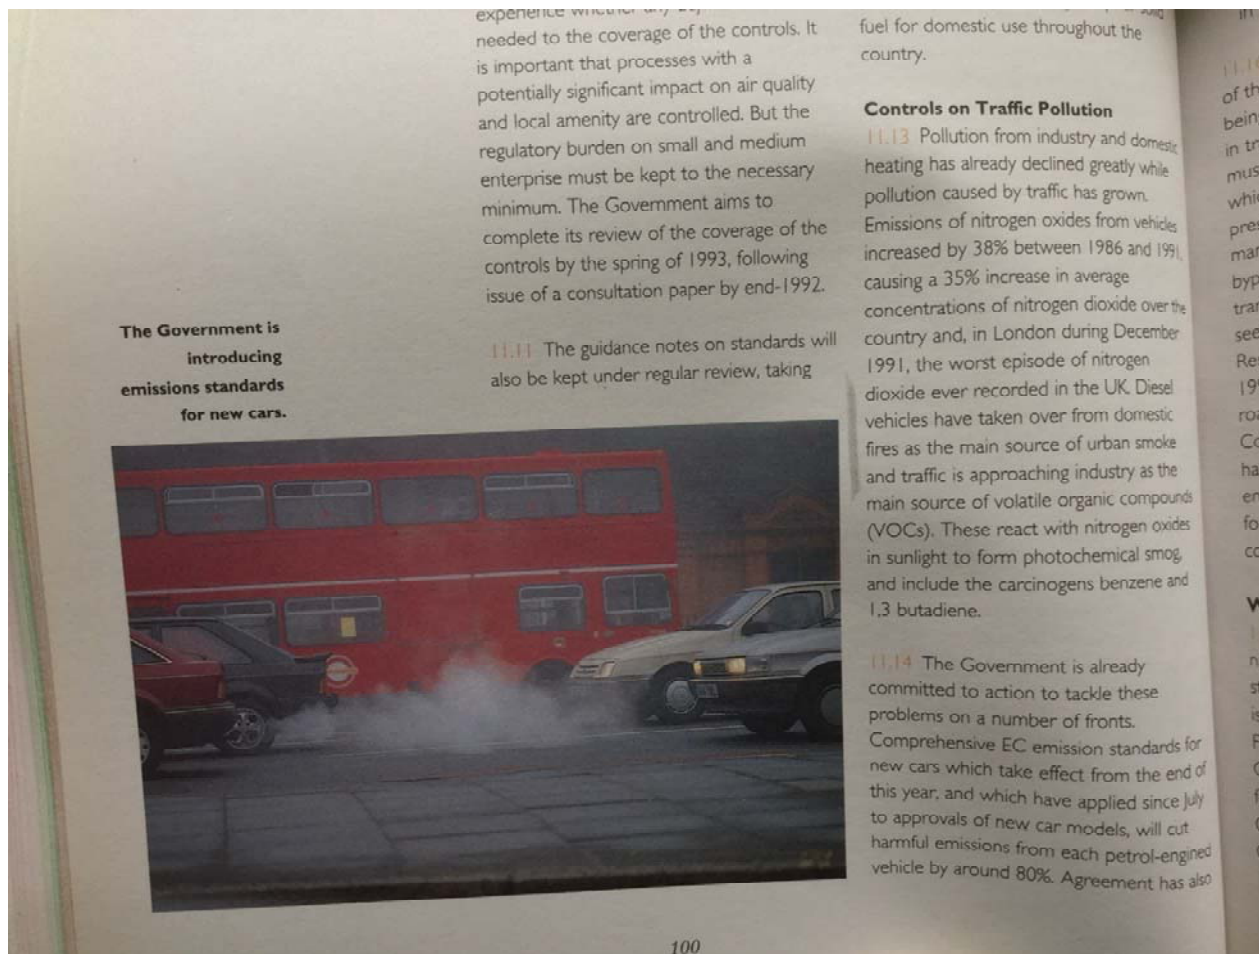 needed to the coverage of the controls. It
is important that processes with a
potentially significant impact on air quality
and local amenity are controlled. But the
regulatory burden on small and medium
enterprise must be kept to the necessary
minimum. The Government aims to
complete its review of the coverage of the
controls by the spring of 1993, following
issue of a consultation paper by end-1992.
11.11 The guidance notes on standards will
also be kept under regular review, taking
The Government is
introducing
emissions standards
for new cars.
fuel for domestic use throughout the
country.
Controls on Traffic Pollution
11.13 Pollution from industry and domestic
heating has already declined greatly while
pollution caused by traffic has grown.
Emissions of nitrogen oxides from vehicles
increased by 38% between 1986 and 1991,
causing a 35% increase in average
concentrations of nitrogen dioxide over the
country and, in London during December
1991, the worst episode of nitrogen
dioxide ever recorded in the UK. Diesel
vehicles have taken over from domestic
fires as the main source of urban smoke
and traffic is approaching industry as the
main source of volatile organic compounds
(VOCs). These react with nitrogen oxides
in sunlight to form photochemical smog,
and include the carcinogens benzene and
1,3 butadiene.
11.14 The Government is already
committed to action to tackle these
problems on a number of fronts.
Comprehensive EC emission standards for
new cars which take effect from the end of
this year, and which have applied since July
to approvals of new car models, will cut
harmful emissions from each petrol-engined
vehicle by around 80%. Agreement has also
100